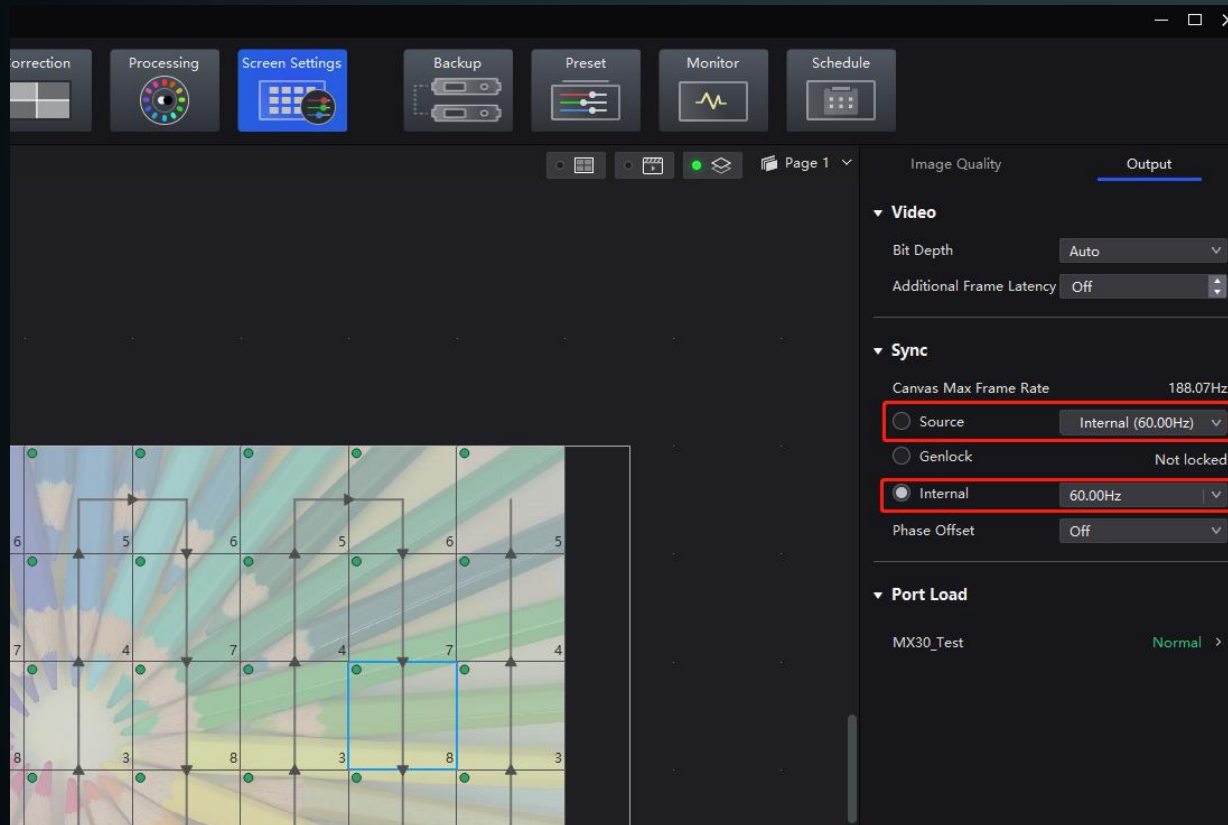 orrection
Processing
Screen Settings
Backup
Preset
Monitor
Schedule
Page 1
Image Quality
Output
Video
Bit Depth Auto
Additional Frame Latency Off
Sync
Canvas Max Frame Rate 188.07Hz
Source Internal (60.00Hz)
Genlock Not locked
Internal 60.00Hz
Phase Offset Off
Port Load
MX30_Test Normal
6 5 6 5 6 5
7 4 7 4 7 4
8 3 8 3 8 3